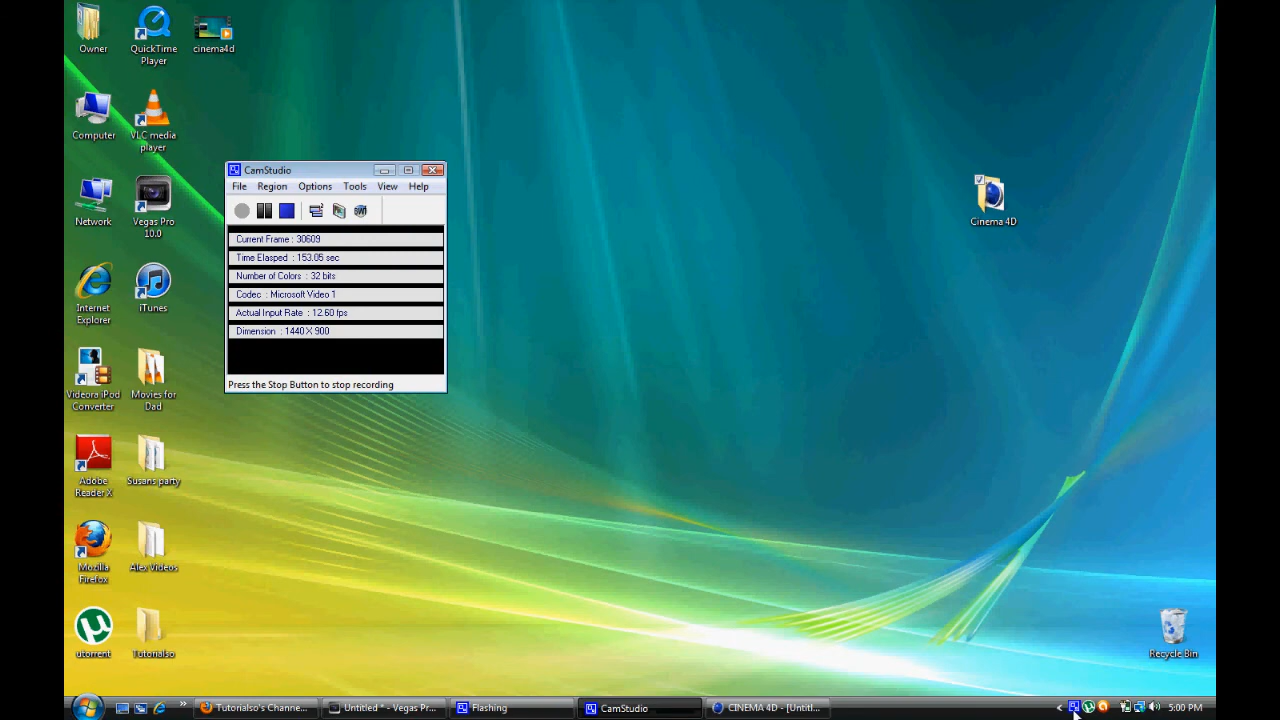 Owner
QuickTime
Player
cinema4d
Computer
VLC media
player
Network
Vegas Pro
10.0
Internet
Explorer
iTunes
Videora iPod
Converter
Movies for
Dad
Adobe
Reader X
Susans party
Mozilla
Firefox
Alex Videos
utorrent
Tutorialso
CamStudio
File Region Options Tools View Help
Current Frame : 30609
Time Elasped : 153.05 sec
Number of Colors : 32 bits
Codec : Microsoft Video 1
Actual Input Rate : 12.60 fps
Dimension : 1440 X 900
Press the Stop Button to stop recording
Cinema 4D
Recycle Bin
Tutorialso's Channe...
Untitled * - Vegas Pr...
Flashing
CamStudio
CINEMA 4D - [Untitl...
5:00 PM